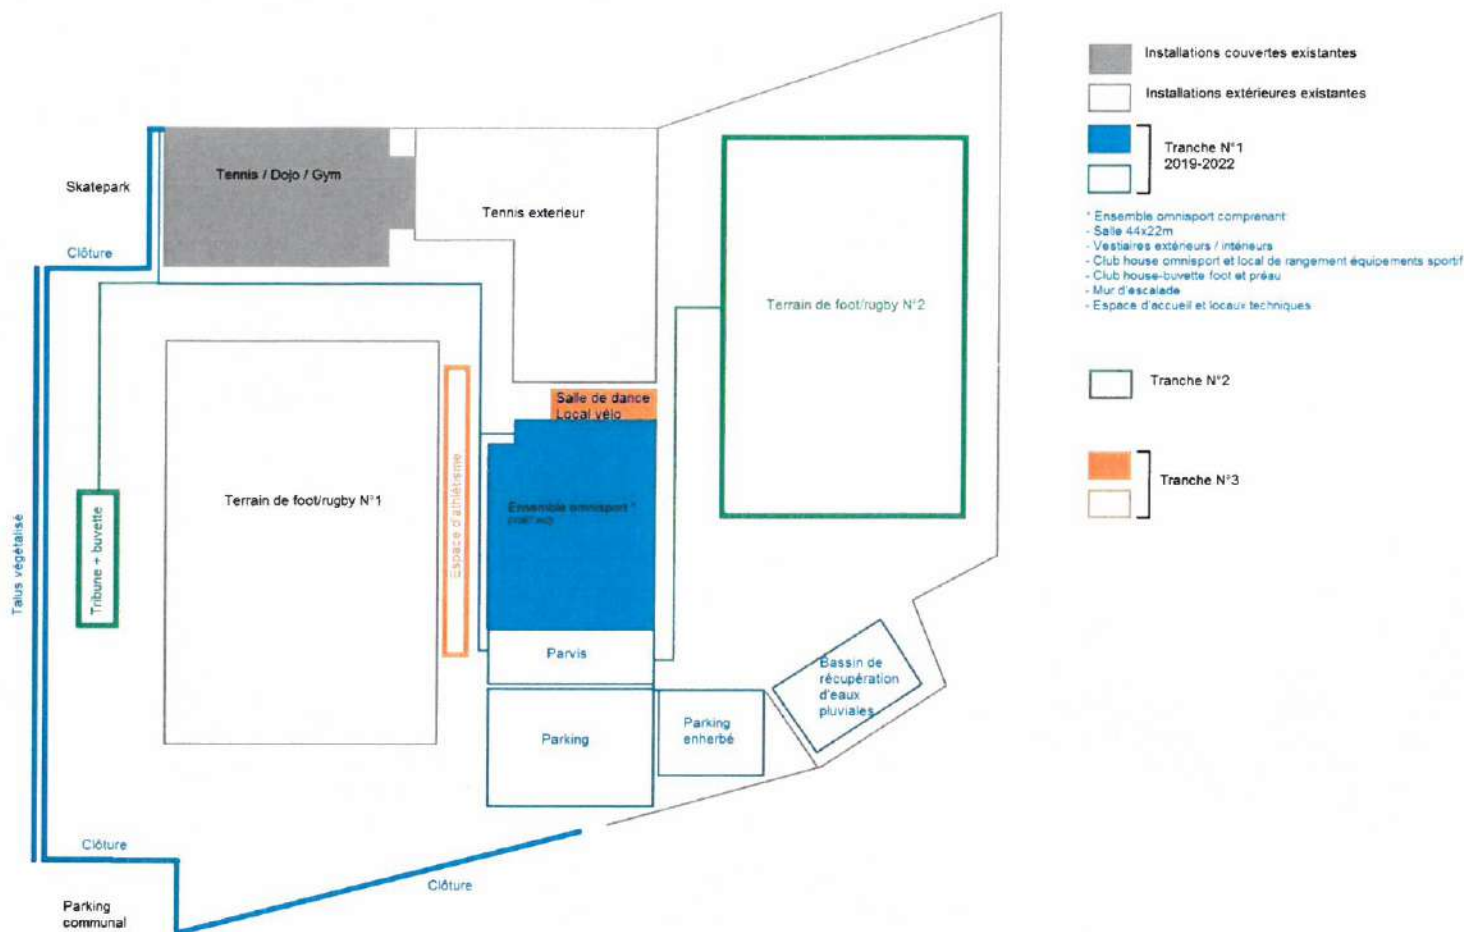 Installations couvertes existantes
Installations extérieures existantes
Tranche N°1
2019-2022
* Ensemble omnisport comprenant
- Salle 44x22m
- Vestiaires extérieurs / intérieurs
- Club house omnisport et local de rangement équipements sportif
- Club house-buvette foot et préau
- Mur d'escalade
- Espace d'accueil et locaux techniques
Tranche N°2
Tranche N°3
Skatepark
Tennis / Dojo / Gym
Tennis exterieur
Clôture
Terrain de foot/rugby N°2
Salle de dance
Local vélo
Talus végétalisé
Tribune + buvette
Terrain de foot/rugby N°1
Espace d'athlétisme
Ensemble omnisport *
Parvis
Parking
Parking
enherbé
Bassin de
récupération
d'eaux
pluviales
Clôture
Clôture
Parking
communal